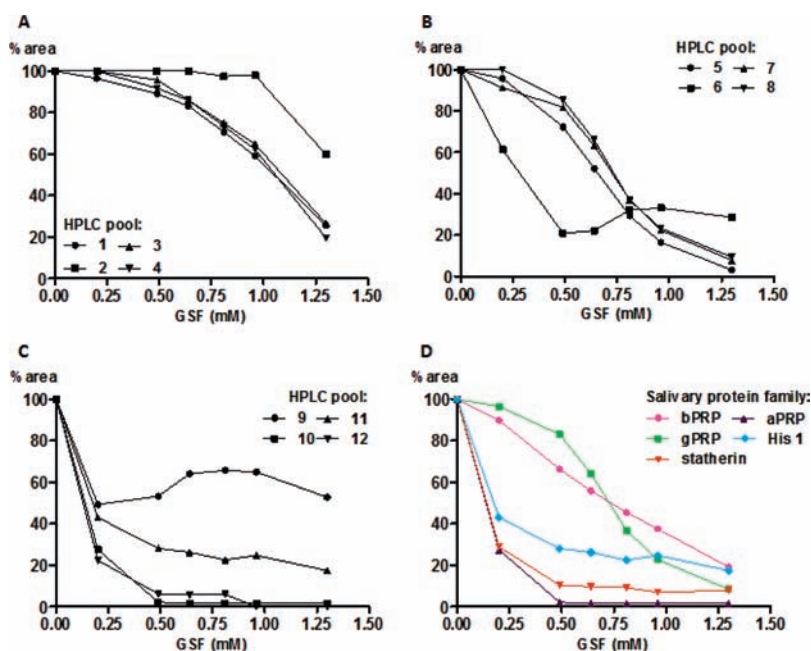 A
% area
100
80
60
40
20
0
HPLC pool:
1 3
2 4
0.00 0.25 0.50 0.75 1.00 1.25 1.50
GSF (mM)
B
% area
HPLC pool:
5 7
6 8
100
80
60
40
20
0
0.00 0.25 0.50 0.75 1.00 1.25 1.50
GSF (mM)
C
% area
HPLC pool:
9 11
10 12
100
80
60
40
20
0
0.00 0.25 0.50 0.75 1.00 1.25 1.50
GSF (mM)
D
% area
Salivary protein family:
bPRP aPRP
gPRP His 1
statherin
100
80
60
40
20
0
0.00 0.25 0.50 0.75 1.00 1.25 1.50
GSF (mM)